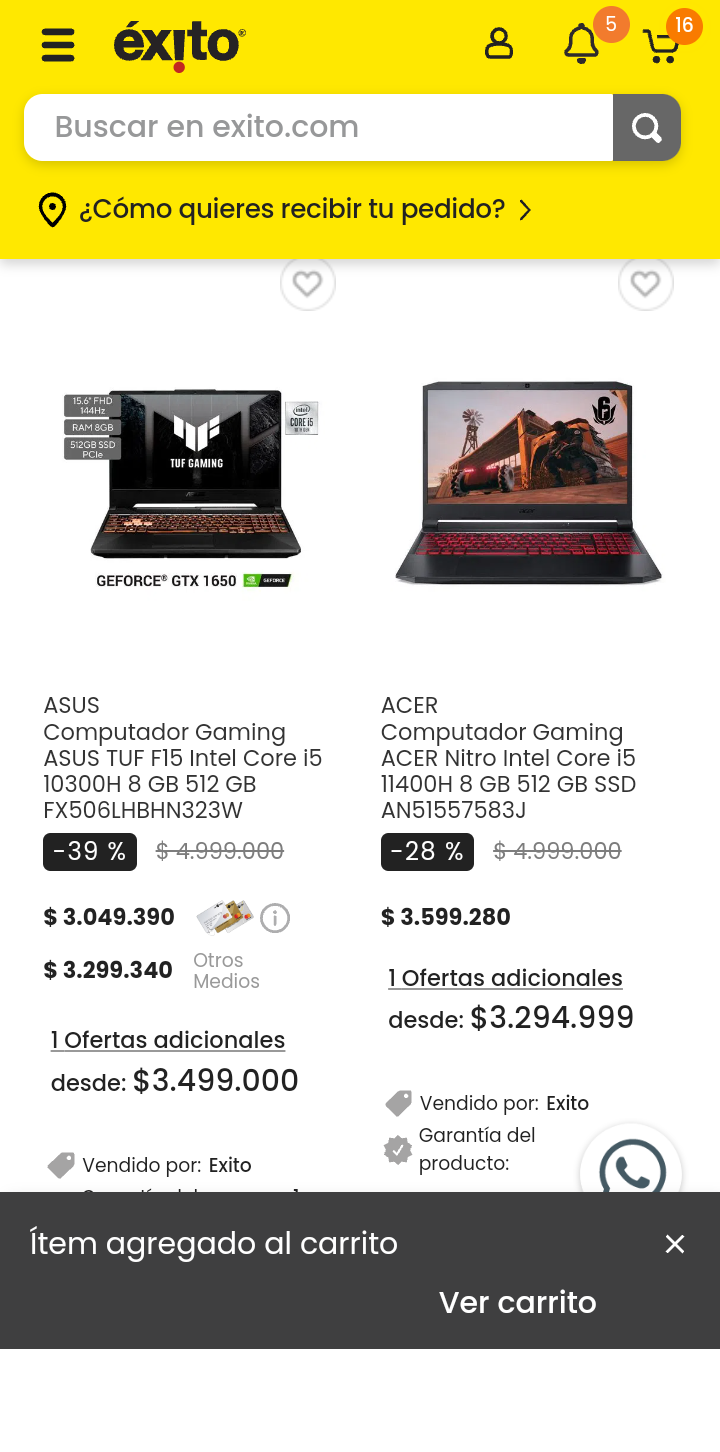 éxito
5
16
Buscar en exito.com
¿Cómo quieres recibir tu pedido?
15.6" FHD
144Hz
RAM 8GB
512GB SSD
PCIe
intel
CORE i5
TUF GAMING
GEFORCE® GTX 1650
GEFORCE
ASUS
Computador Gaming
ASUS TUF F15 Intel Core i5
10300H 8 GB 512 GB
FX506LHBHN323W
-39 %
$ 4.999.000
$ 3.049.390
$ 3.299.340
Otros
Medios
1 Ofertas adicionales
desde: $3.499.000
Vendido por: Exito
ACER
Computador Gaming
ACER Nitro Intel Core i5
11400H 8 GB 512 GB SSD
AN51557583J
-28 %
$ 4.999.000
$ 3.599.280
1 Ofertas adicionales
desde: $3.294.999
Vendido por: Exito
Garantía del
producto:
Ítem agregado al carrito
Ver carrito